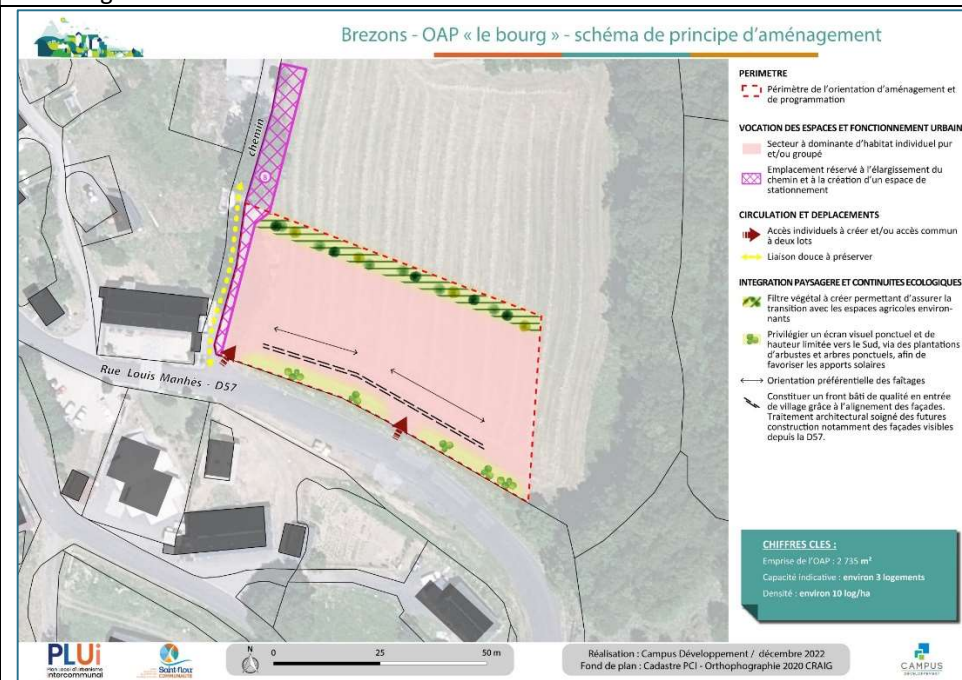 Brezons - OAP « le bourg » - schéma de principe d'aménagement
PERIMETRE
Périmètre de l'orientation d'aménagement et
de programmation
VOCATION DES ESPACES ET FONCTIONNEMENT URBAIN
Secteur à dominante d'habitat individuel pur
et/ou groupé
Emplacement réservé à l'élargissement du
chemin et à la création d'un espace de
stationnement
CIRCULATION ET DEPLACEMENTS
Accès individuels à créer et/ou accès commun
à deux lots
Liaison douce à préserver
INTEGRATION PAYSAGERE ET CONTINUITES ECOLOGIQUES
Filtre végétal à créer permettant d'assurer la
transition avec les espaces agricoles environ-
nants
Privilégier un écran visuel ponctuel et de
hauteur limitée vers le Sud, via des plantations
d'arbustes et arbres ponctuels, afin de
favoriser les apports solaires
Orientation préférentielle des faîtages
Constituer un front bâti de qualité en entrée
de village grâce à l'alignement des façades.
Traitement architectural soigné des futures
construction notamment des façades visibles
depuis la D57.
chemin
Rue Louis Manhès - D57
CHIFFRES CLES :
Emprise de l'OAP : 2 735 m²
Capacité indicative : environ 3 logements
Densité : environ 10 log/ha
PLUi
Plan Local d'Urbanisme
intercommunal
Saint-Flour
COMMUNAUTÉ
N
0 25 50 m
Réalisation : Campus Développement / décembre 2022
Fond de plan : Cadastre PCI - Orthophographie 2020 CRAIG
CAMPUS
DÉVELOPPEMENT